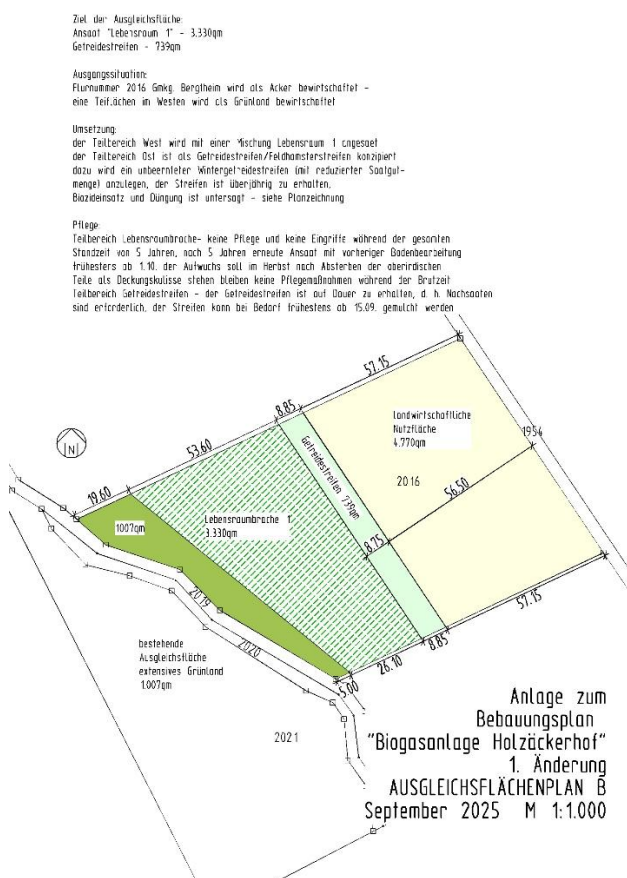 Ziel der Ausgleichsfläche:
Ansaat "Lebensraum 1" - 3.330qm
Getreidestreifen - 739qm
Ausgangssituation:
Flurnummer 2016 Gmkg. Bergtheim wird als Acker bewirtschaftet -
eine Teilflächen im Westen wird als Grünland bewirtschaftet
Umsetzung:
der Teilbereich West wird mit einer Mischung Lebensraum 1 angesaet
der Teilbereich Ost ist als Getreidestreifen/Feldhamsterstreifen konzipiert
dazu wird ein unbeernteter Wintergetreidestreifen (mit reduzierter Saatgut-
menge) anzulegen, der Streifen ist überjährig zu erhalten.
Biozideinsatz und Düngung ist untersagt - siehe Planzeichnung
Pflege:
Teilbereich Lebensraumbrache- keine Pflege und keine Eingriffe während der gesamten
Standzeit von 5 Jahren, nach 5 Jahren erneute Ansaat mit vorheriger Bodenbearbeitung
frühesters ab 1.10. der Aufwuchs soll im Herbst nach Absterben der oberirdischen
Teile als Deckungskulisse stehen bleiben keine Pflegemaßnahmen während der Brutzeit
Teilbereich Getreidestreifen - der Getreidestreifen ist auf Dauer zu erhalten, d. h. Nachsaaten
sind erforderlich, der Streifen kann bei Bedarf frühestens ab 15.09. gemulcht werden
57.15
8.85
53.60
19.60
N
landwirtschaftliche
Nutzfläche
4.770qm
1954
2016
Getreidestreifen 739qm
56.50
8.75
1007qm
Lebensraumbrache 1
3.330qm
2019
2020
57.15
8.85
26.10
5.00
bestehende
Ausgleichsfläche
extensives Grünland
1.007qm
2021
Anlage zum
Bebauungsplan
"Biogasanlage Holzäckerhof"
1. Änderung
AUSGLEICHSFLÄCHENPLAN B
September 2025 M 1:1.000